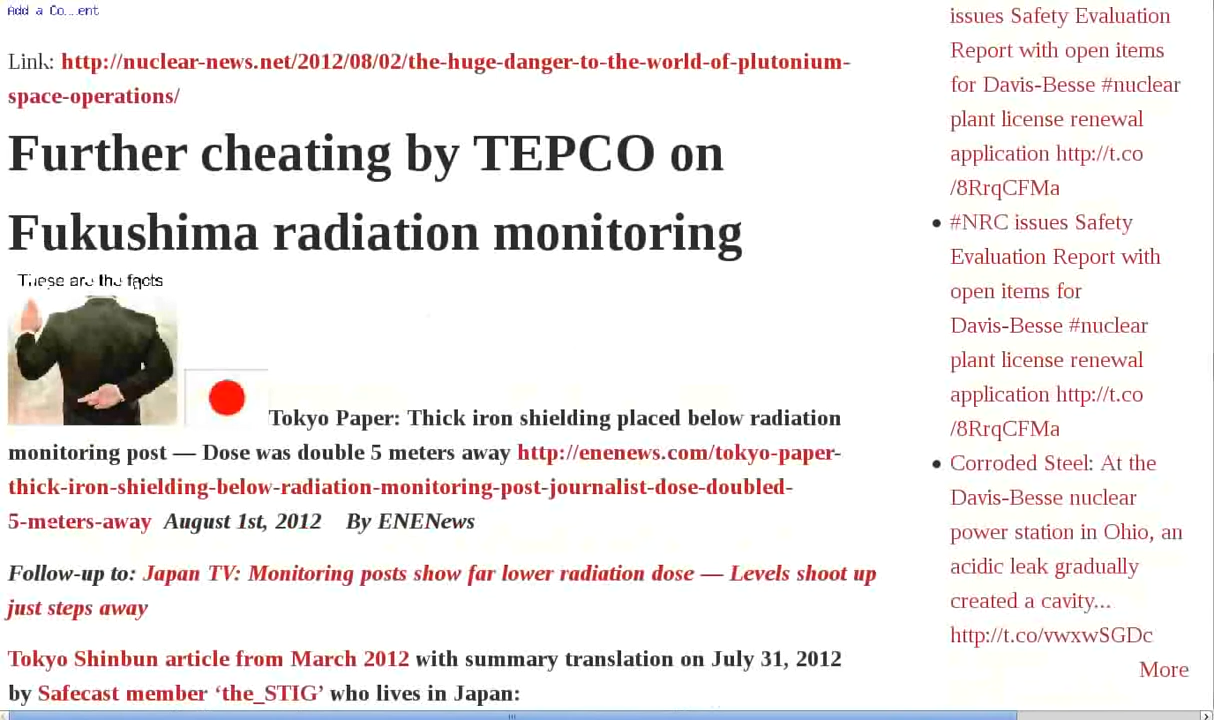 Add a Co...ent
Link: http://nuclear-news.net/2012/08/02/the-huge-danger-to-the-world-of-plutonium-
space-operations/
Further cheating by TEPCO on
Fukushima radiation monitoring
These are the facts
Tokyo Paper: Thick iron shielding placed below radiation
monitoring post — Dose was double 5 meters away http://enenews.com/tokyo-paper-
thick-iron-shielding-below-radiation-monitoring-post-journalist-dose-doubled-
5-meters-away August 1st, 2012 By ENENews
Follow-up to: Japan TV: Monitoring posts show far lower radiation dose — Levels shoot up
just steps away
Tokyo Shinbun article from March 2012 with summary translation on July 31, 2012
by Safecast member ‘the_STIG’ who lives in Japan:
issues Safety Evaluation
Report with open items
for Davis-Besse #nuclear
plant license renewal
application http://t.co
/8RrqCFMa
• #NRC issues Safety
Evaluation Report with
open items for
Davis-Besse #nuclear
plant license renewal
application http://t.co
/8RrqCFMa
• Corroded Steel: At the
Davis-Besse nuclear
power station in Ohio, an
acidic leak gradually
created a cavity...
http://t.co/vwxwSGDc
More